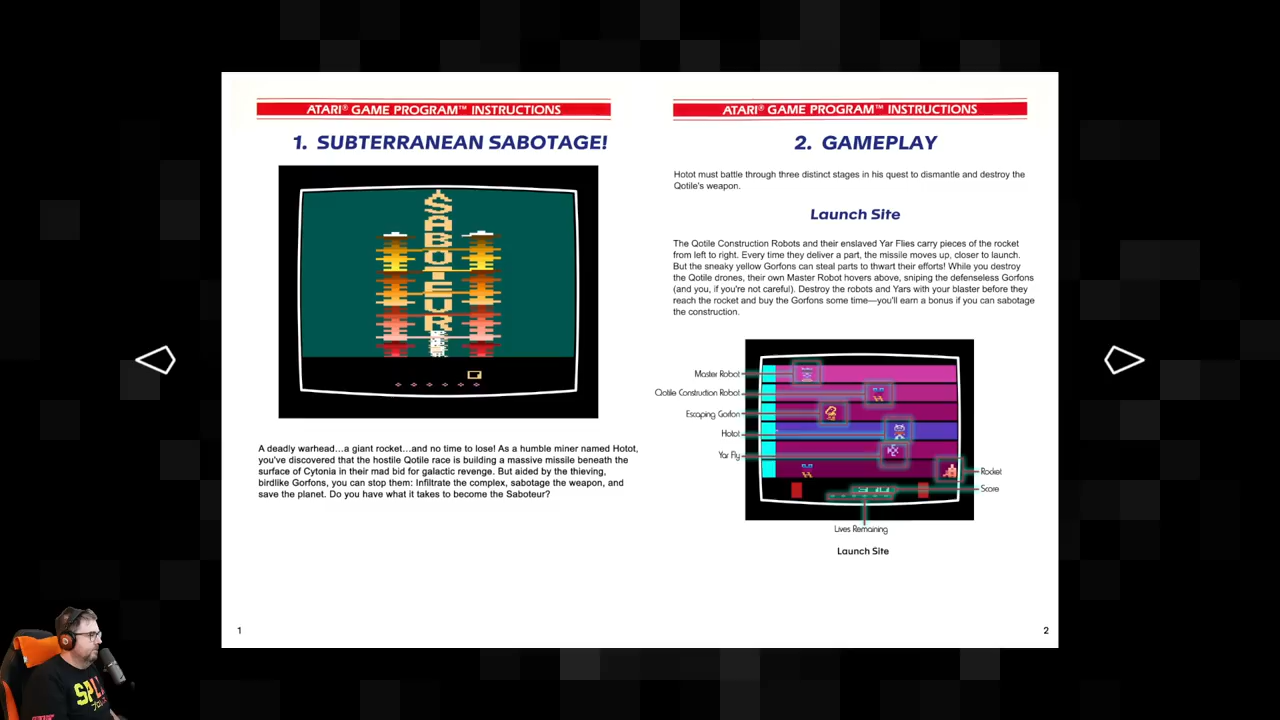 ATARI® GAME PROGRAM™ INSTRUCTIONS
1. SUBTERRANEAN SABOTAGE!
SABOTEUR
A deadly warhead...a giant rocket...and no time to lose! As a humble miner named Hotot,
you've discovered that the hostile Qotile race is building a massive missile beneath the
surface of Cytonia in their mad bid for galactic revenge. But aided by the thieving,
birdlike Gorfons, you can stop them: Infiltrate the complex, sabotage the weapon, and
save the planet. Do you have what it takes to become the Saboteur?
1
ATARI® GAME PROGRAM™ INSTRUCTIONS
2. GAMEPLAY
Hotot must battle through three distinct stages in his quest to dismantle and destroy the
Qotile's weapon.
Launch Site
The Qotile Construction Robots and their enslaved Yar Flies carry pieces of the rocket
from left to right. Every time they deliver a part, the missile moves up, closer to launch.
But the sneaky yellow Gorfons can steal parts to thwart their efforts! While you destroy
the Qotile drones, their own Master Robot hovers above, sniping the defenseless Gorfons
(and you, if you're not careful!). Destroy the robots and Yars with your blaster before they
reach the rocket and buy the Gorfons some time—you'll earn a bonus if you can sabotage
the construction.
Master Robot
Qotile Construction Robot
Escaping Gorfon
Hotot
Yar Fly
Rocket
Score
Lives Remaining
Launch Site
2